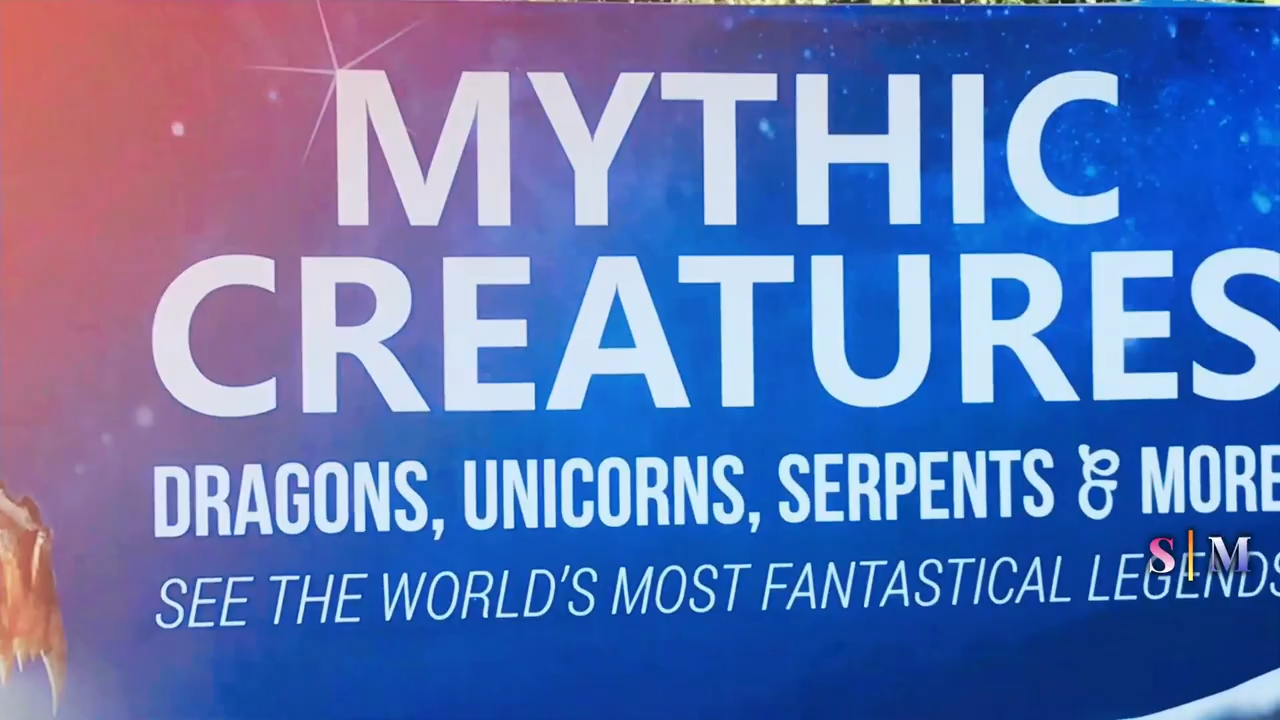 MYTHIC
CREATURES
DRAGONS, UNICORNS, SERPENTS & MORE
SEE THE WORLD'S MOST FANTASTICAL LEGENDS
S|M